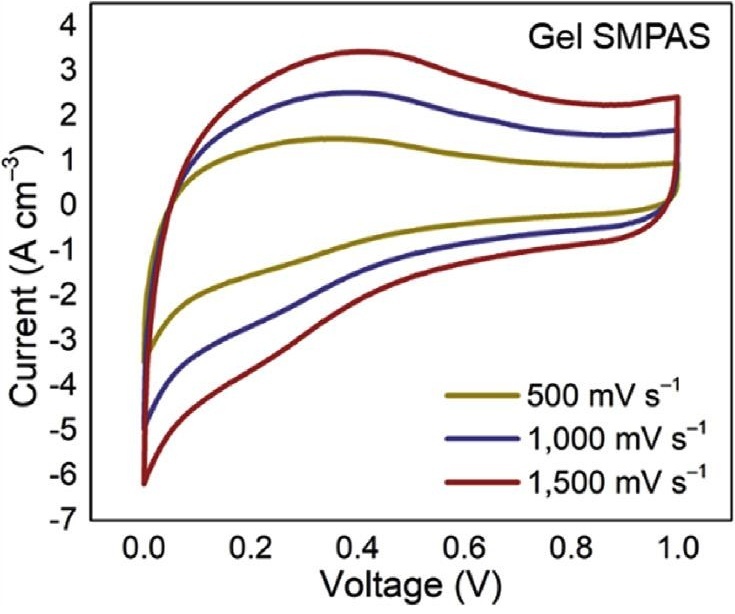 Gel SMPAS
Current (A cm⁻³)
4
3
2
1
0
-1
-2
-3
-4
-5
-6
-7
500 mV s⁻¹
1,000 mV s⁻¹
1,500 mV s⁻¹
0.0 0.2 0.4 0.6 0.8 1.0
Voltage (V)